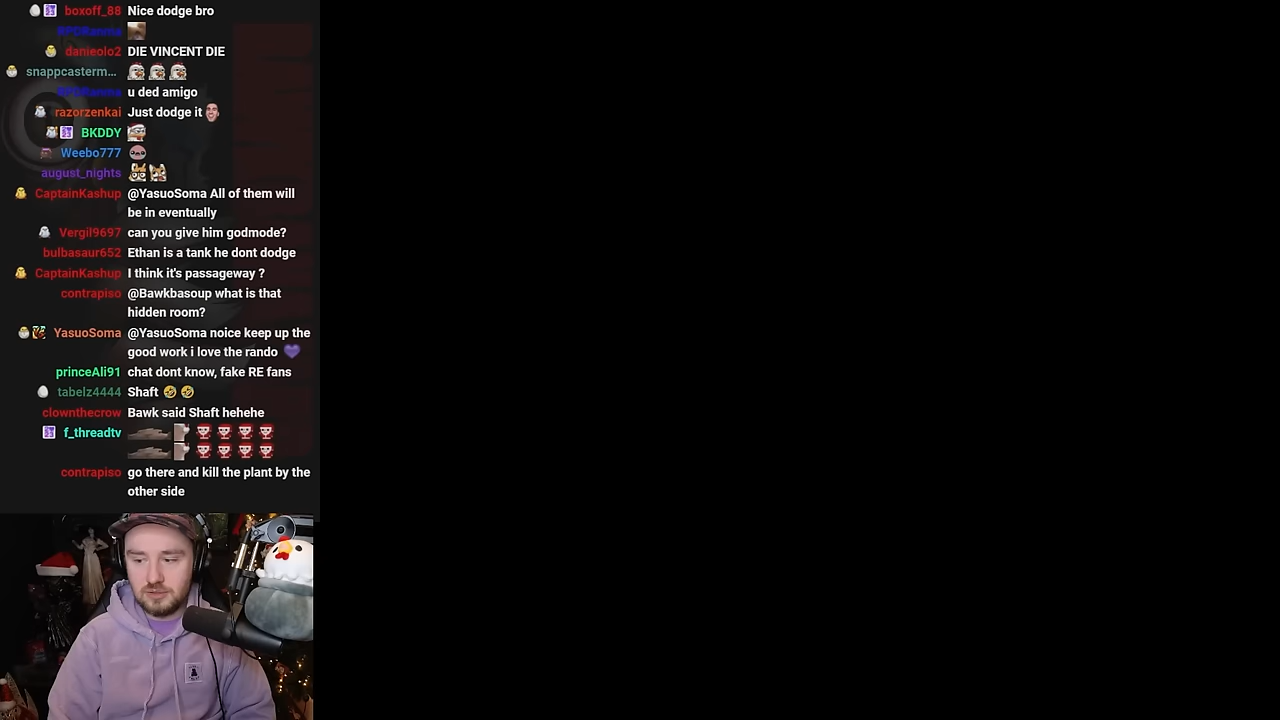 boxoff_88 Nice dodge bro
RPDRanma
danieolo2 DIE VINCENT DIE
snappcasterm...
RPDRanma u ded amigo
razorzenkai Just dodge it
BKDDY
Weebo777
august_nights
CaptainKashup @YasuoSoma All of them will
be in eventually
Vergil9697 can you give him godmode?
bulbasaur652 Ethan is a tank he dont dodge
CaptainKashup I think it's passageway ?
contrapiso @Bawkbasoup what is that
hidden room?
YasuoSoma @YasuoSoma noice keep up the
good work i love the rando
princeAli91 chat dont know, fake RE fans
tabelz4444 Shaft
clownthecrow Bawk said Shaft hehehe
f_threadtv
contrapiso go there and kill the plant by the
other side